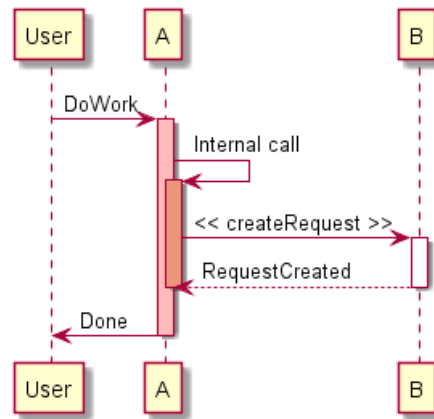 User A B
DoWork
Internal call
<< createRequest >>
RequestCreated
Done
User A B